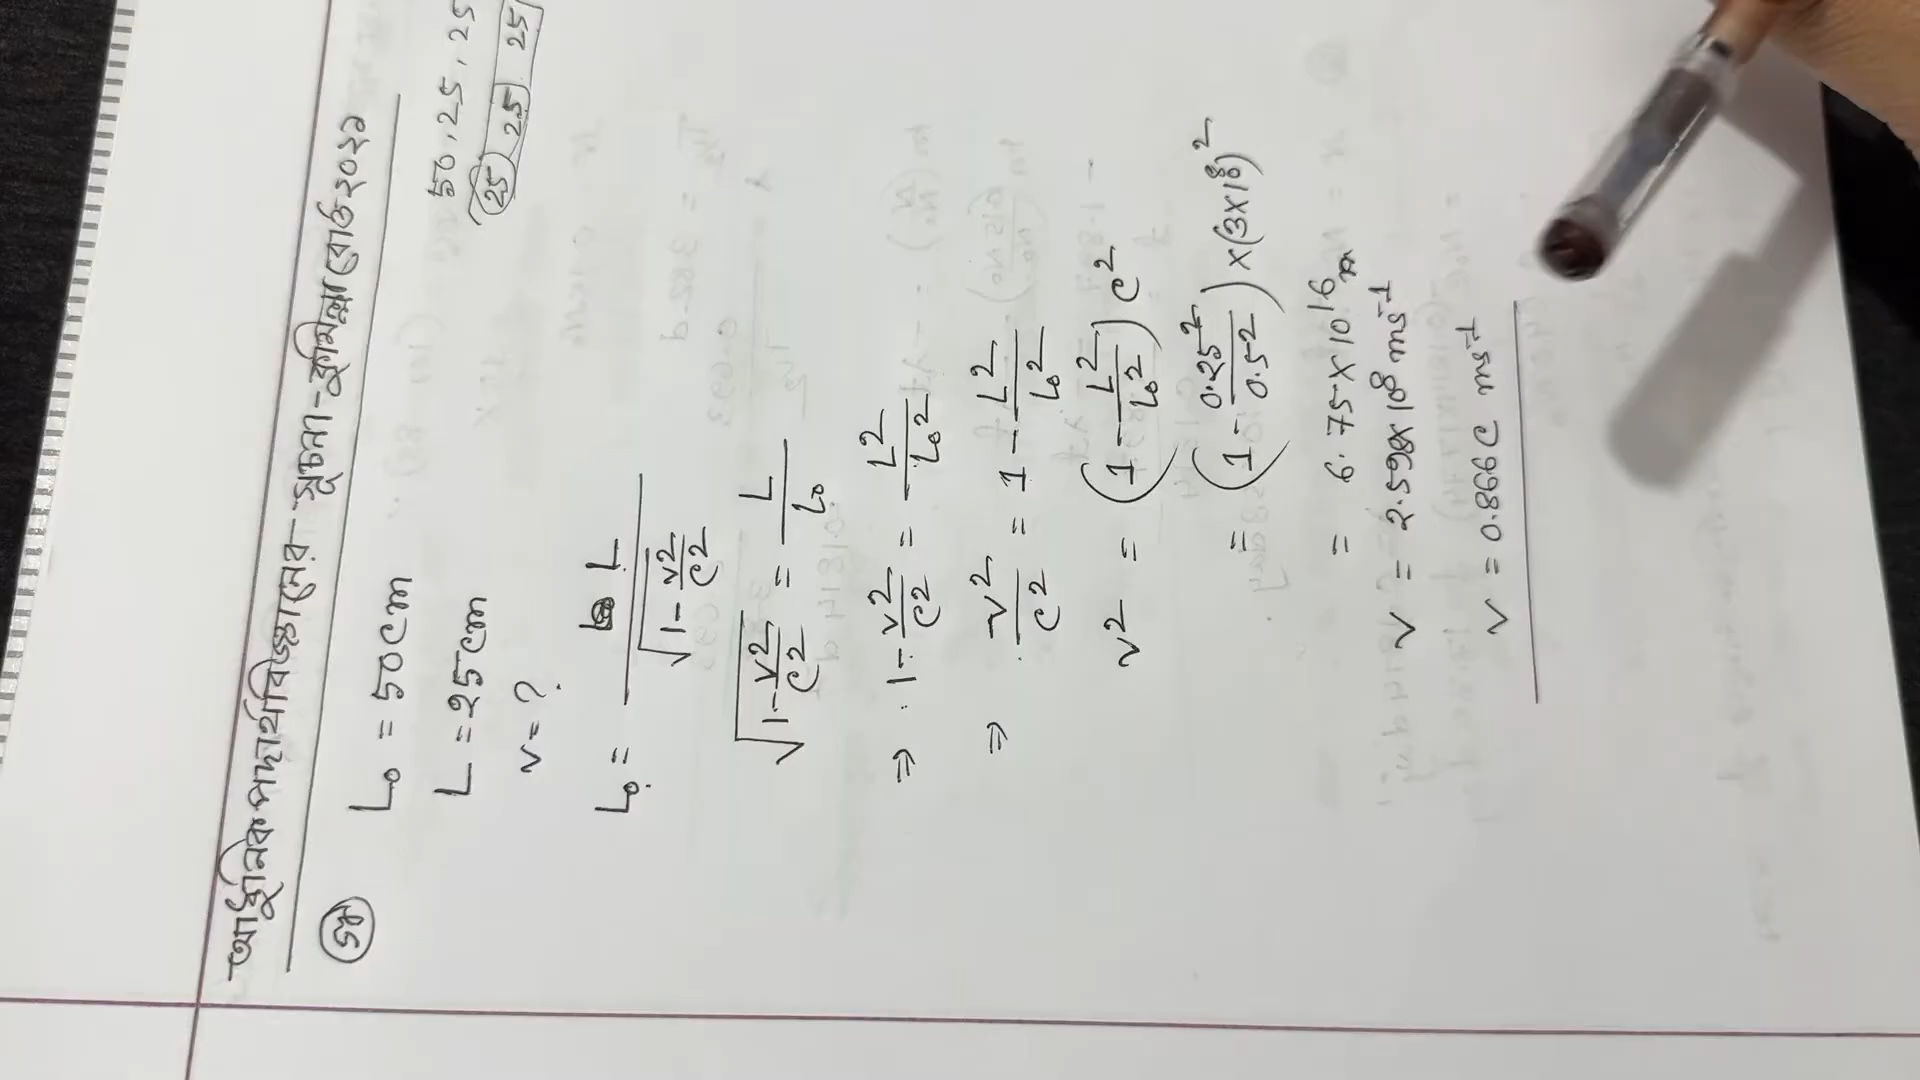 আধুনিক পদার্থবিজ্ঞানের সূচনা-কুমিল্লা বোর্ড ২০২২
L₀ = 50cm
50, 25, 25
25 25 25
L = 25cm
v = ?
L₀ = L / √(1 - v²/c²)
√(1 - v²/c²) = L/L₀
⇒ 1 - v²/c² = L²/L₀²
⇒ v²/c² = 1 - L²/L₀²
v² = (1 - L²/L₀²) c²
= (1 - 0.25²/0.5²) × (3×10⁸)²
= 6.75 × 10¹⁶
v = 2.598 × 10⁸ ms⁻¹
v = 0.866 c ms⁻¹